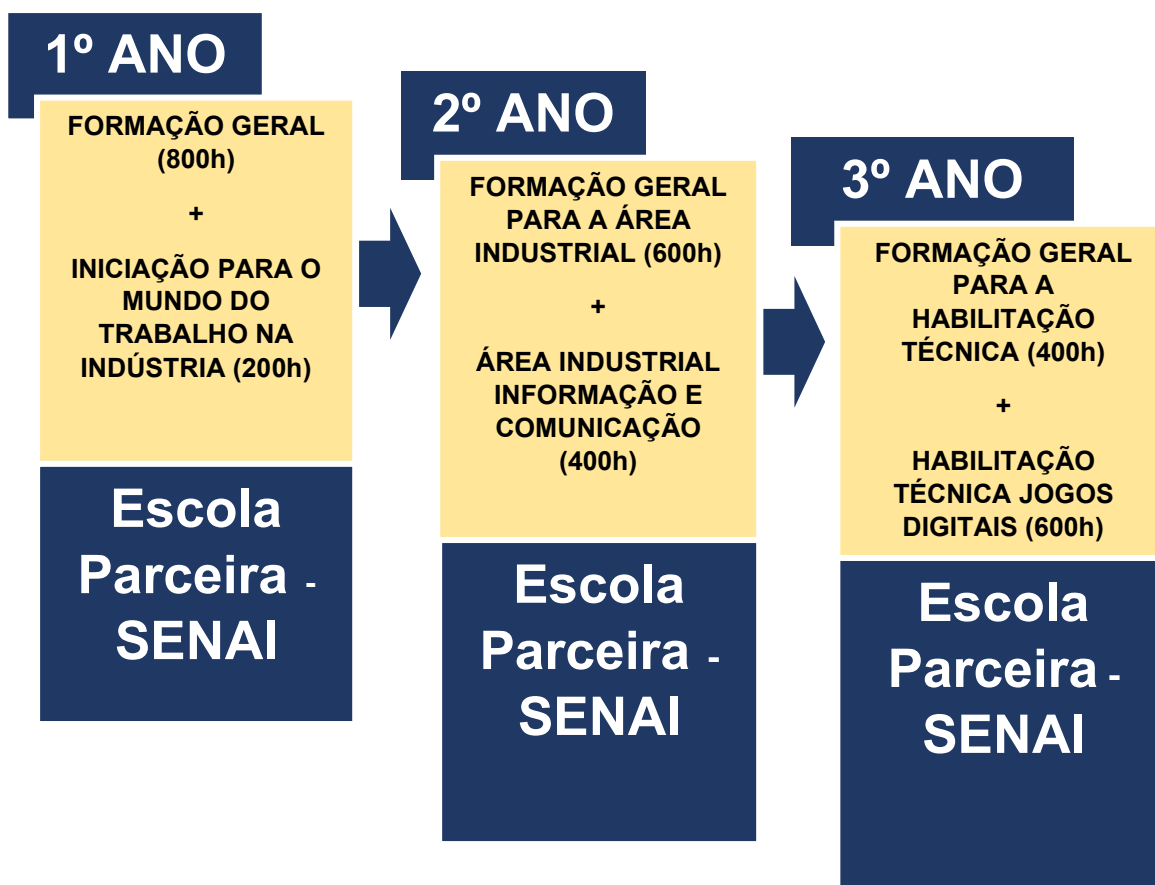 1º ANO
FORMAÇÃO GERAL
(800h)
+
INICIAÇÃO PARA O
MUNDO DO
TRABALHO NA
INDÚSTRIA (200h)
Escola
Parceira -
SENAI
2º ANO
FORMAÇÃO GERAL
PARA A ÁREA
INDUSTRIAL (600h)
+
ÁREA INDUSTRIAL
INFORMAÇÃO E
COMUNICAÇÃO
(400h)
Escola
Parceira -
SENAI
3º ANO
FORMAÇÃO GERAL
PARA A
HABILITAÇÃO
TÉCNICA (400h)
+
HABILITAÇÃO
TÉCNICA JOGOS
DIGITAIS (600h)
Escola
Parceira -
SENAI